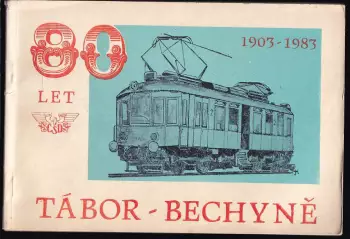 80
LET
ČSD
1903-1983
TÁBOR-BECHYNĚ